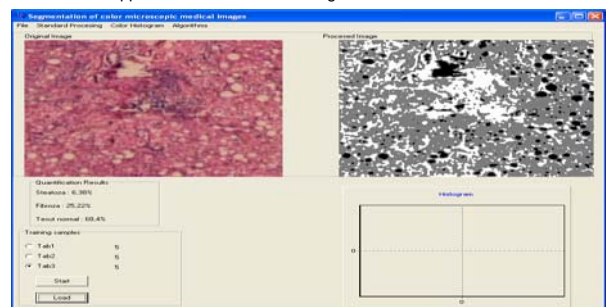 Segmentation of color microscopic medical images
File Standard Processing Color Histogram Algorithms
Original Image Processed Image
Quantification Results
Steatoza : 6,38%
Fibroza : 25,22%
Tesut normal : 68,4%
Histogram
0
0
Training samples
Tab1 5
Tab2 5
Tab3 5
Start
Load